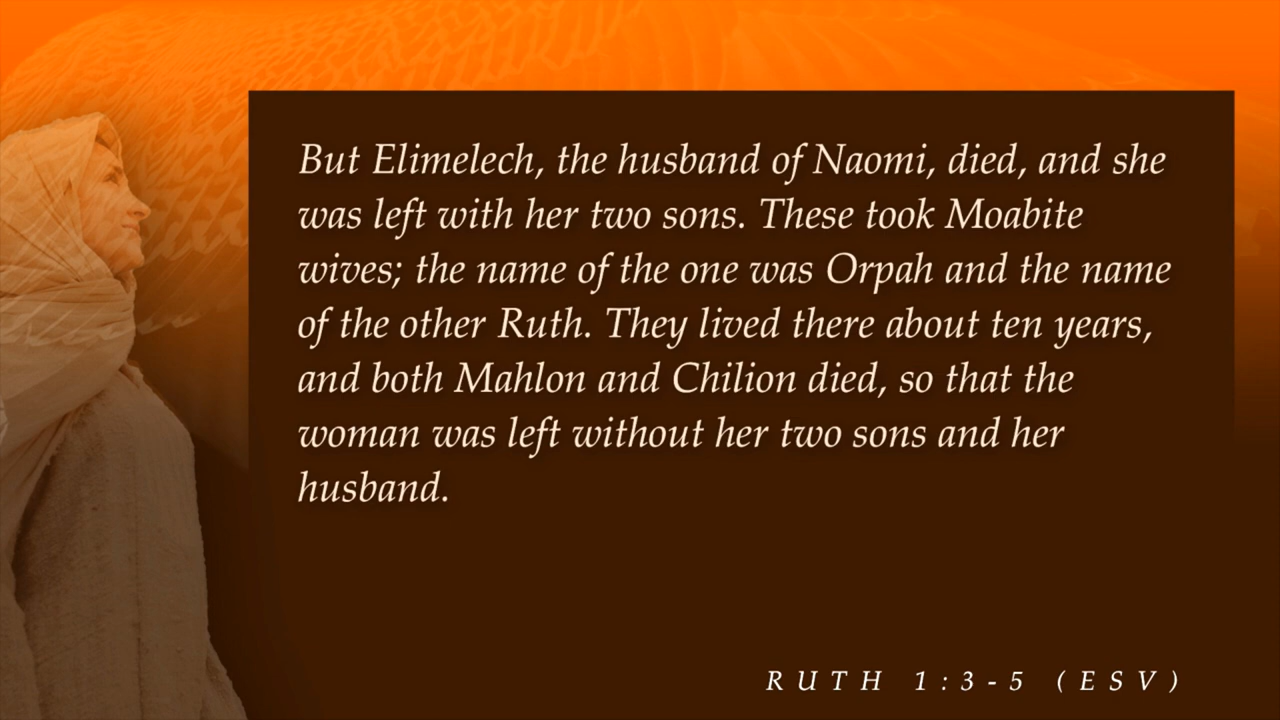 But Elimelech, the husband of Naomi, died, and she
was left with her two sons. These took Moabite
wives; the name of the one was Orpah and the name
of the other Ruth. They lived there about ten years,
and both Mahlon and Chilion died, so that the
woman was left without her two sons and her
husband.
RUTH 1:3-5 (ESV)